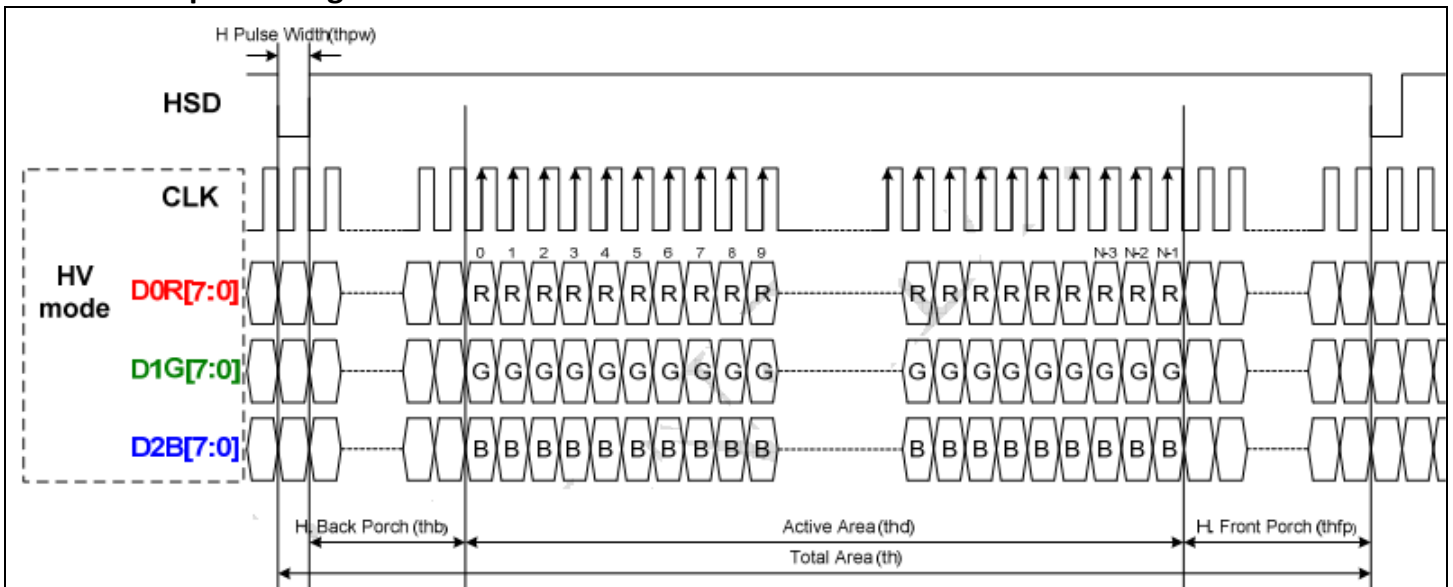 H Pulse Width(thpw)
HSD
CLK
HV
mode
0 1 2 3 4 5 6 7 8 9 N-3 N-2 N-1
D0R[7:0] R R R R R R R R R R R R R R R R R R R
D1G[7:0] G G G G G G G G G G G G G G G G G G G
D2B[7:0] B B B B B B B B B B B B B B B B B B B
H. Back Porch (thb) Active Area (thd) H. Front Porch (thfp)
Total Area (th)